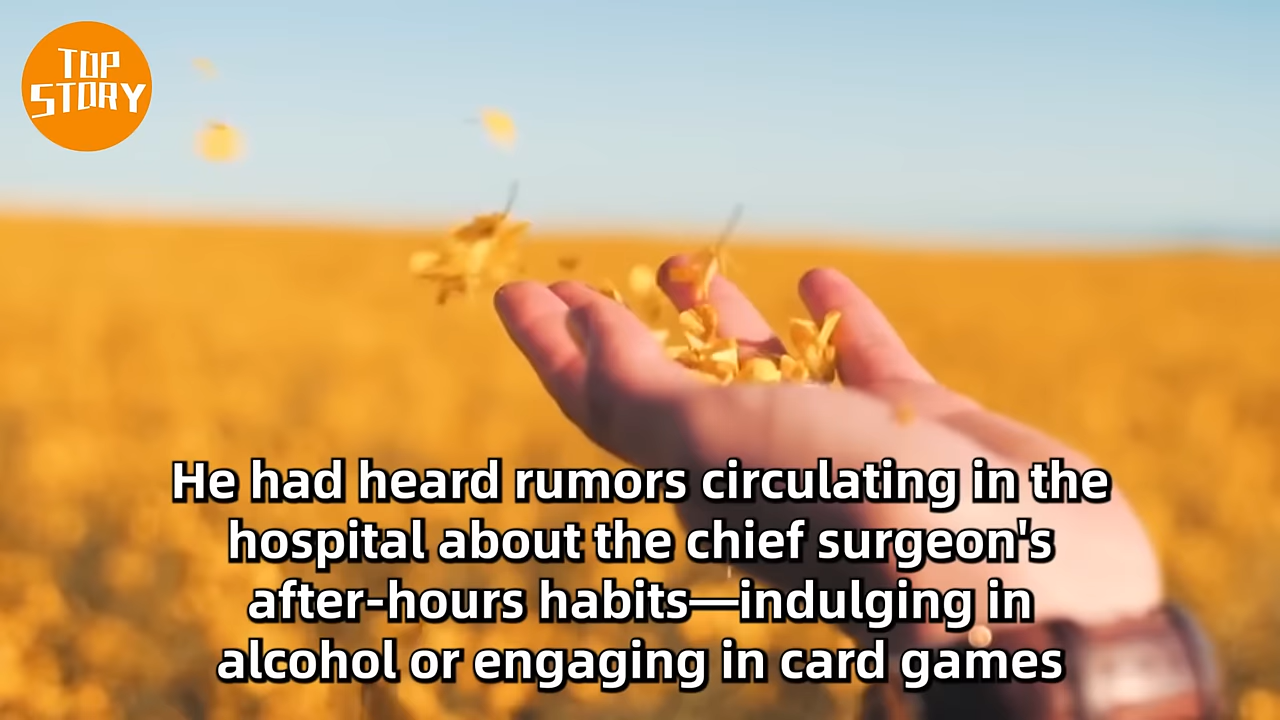 TOP
STORY
He had heard rumors circulating in the
hospital about the chief surgeon's
after-hours habits—indulging in
alcohol or engaging in card games